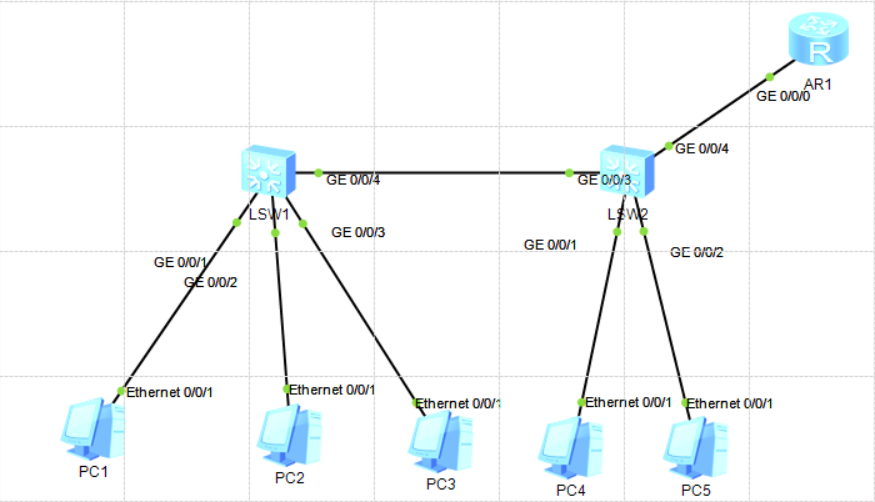 R
AR1
GE 0/0/0
GE 0/0/4
GE 0/0/4
GE 0/0/3
LSW1
LSW2
GE 0/0/3
GE 0/0/1
GE 0/0/2
GE 0/0/1
GE 0/0/2
Ethernet 0/0/1
Ethernet 0/0/1
Ethernet 0/0/1
Ethernet 0/0/1
Ethernet 0/0/1
PC1
PC2
PC3
PC4
PC5